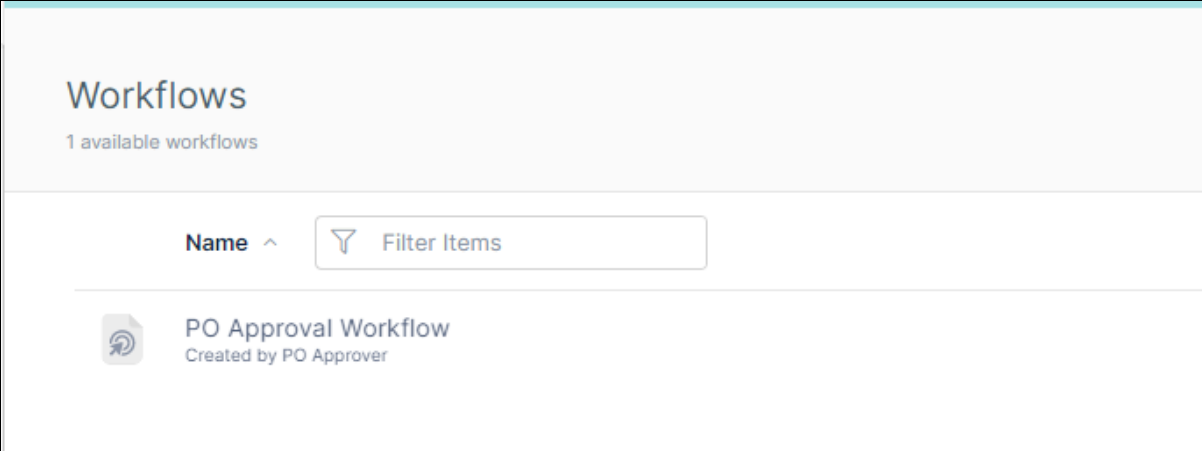 Workflows
1 available workflows
Name
Filter Items
PO Approval Workflow
Created by PO Approver